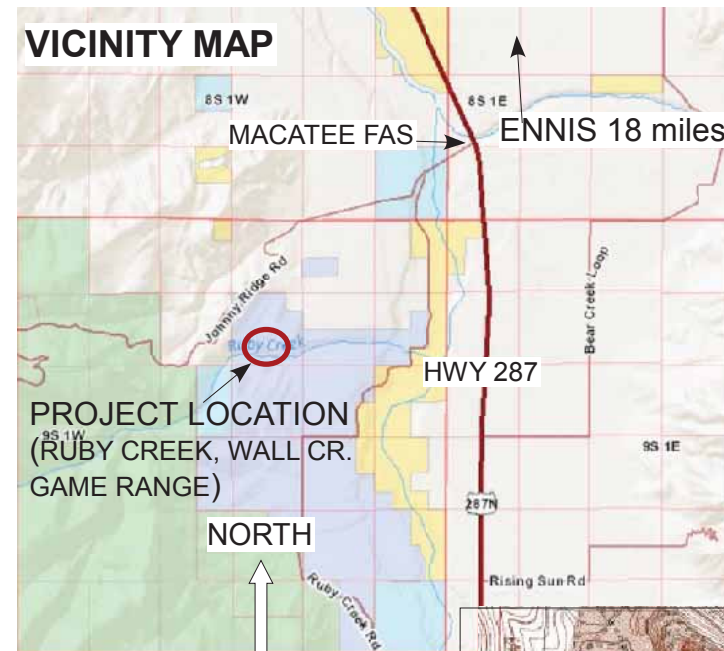 VICINITY MAP
8S 1W
8S 1E
MACATEE FAS
ENNIS 18 miles
Johnny Ridge Rd
Bear Creek Loop
Ruby Creek
HWY 287
PROJECT LOCATION
9S 1W
(RUBY CREEK, WALL CR.
GAME RANGE)
9S 1E
287N
NORTH
Rising Sun Rd
Ruby Creek Rd